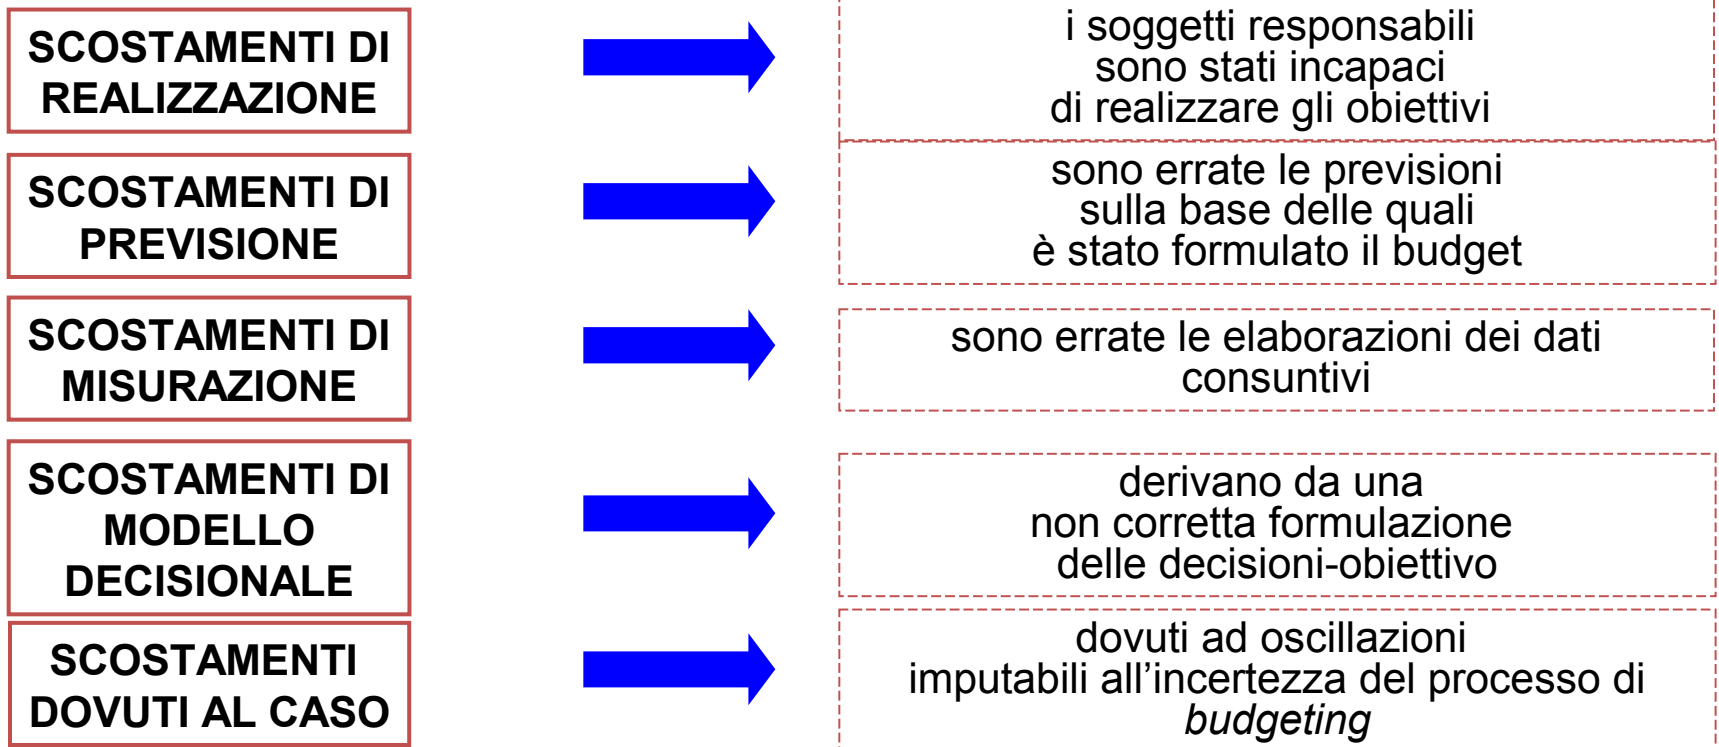 SCOSTAMENTI DI
REALIZZAZIONE
i soggetti responsabili
sono stati incapaci
di realizzare gli obiettivi
SCOSTAMENTI DI
PREVISIONE
sono errate le previsioni
sulla base delle quali
è stato formulato il budget
SCOSTAMENTI DI
MISURAZIONE
sono errate le elaborazioni dei dati
consuntivi
SCOSTAMENTI DI
MODELLO
DECISIONALE
derivano da una
non corretta formulazione
delle decisioni-obiettivo
SCOSTAMENTI
DOVUTI AL CASO
dovuti ad oscillazioni
imputabili all’incertezza del processo di
budgeting